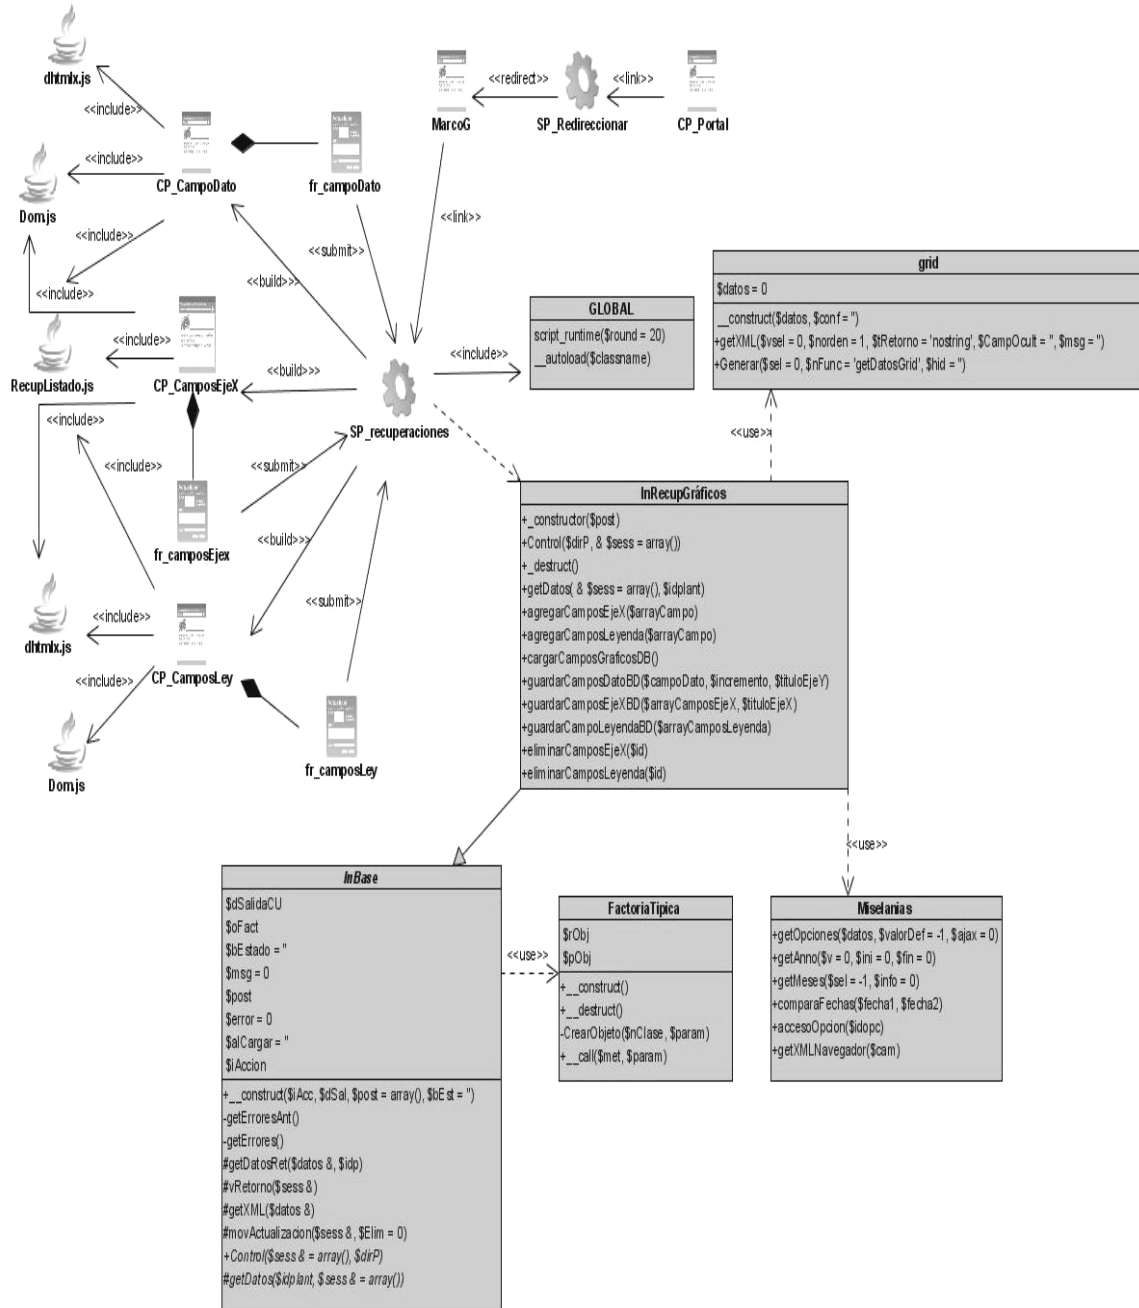 dhtmlx.js
<<include>>
CP_CampoDato
fr_campoDato
<<include>>
Dom.js
<<include>>
<<include>>
RecupListado.js
<<include>>
CP_CamposEjeX
<<include>>
<<include>>
fr_camposEjex
dhtmlx.js
<<include>>
CP_CamposLey
<<include>>
Dom.js
fr_camposLey
MarcoG
<<redirect>>
SP_Redireccionar
<<link>>
CP_Portal
<<link>>
<<submit>>
<<build>>>
<<build>>>
SP_recuperaciones
<<submit>>
<<build>>>
<<submit>>
<<include>>
GLOBAL
script_runtime($round = 20)
__autoload($classname)
grid
$datos = 0
__construct($datos, $conf = '')
+getXML($vsel = 0, $norden = 1, $tRetorno = 'nostring', $CampOcult = '', $msg = '')
+Generar($sel = 0, $nFunc = 'getDatosGrid', $hid = '')
<<use>>
InRecupGráficos
+_constructor($post)
+Control($dirP, & $sess = array())
+_destruct()
+getDatos( & $sess = array(), $idplant)
+agregarCamposEjeX($arrayCampo)
+agregarCamposLeyenda($arrayCampo)
+cargarCamposGraficosDB()
+guardarCamposDatoBD($campoDato, $incremento, $tituloEjeY)
+guardarCamposEjeXBD($arrayCamposEjeX, $tituloEjeX)
+guardarCampoLeyendaBD($arrayCamposLeyenda)
+eliminarCamposEjeX($id)
+eliminarCamposLeyenda($id)
<<use>>
InBase
$dSalidaCU
$oFact
$bEstado = ''
$msg = 0
$post
$error = 0
$alCargar = ''
$iAccion
+__construct($iAcc, $dSal, $post = array(), $bEst = '')
-getErroresAnt()
-getErrores()
#getDatosRet($datos &, $idp)
#vRetorno($sess &)
#getXML($datos &)
#movActualizacion($sess &, $Elim = 0)
+Control($sess & = array(), $dirP)
#getDatos($idplant, $sess & = array())
<<use>>
FactoriaTipica
$rObj
$pObj
+__construct()
+__destruct()
-CrearObjeto($nClase, $param)
+__call($met, $param)
Miselanias
+getOpciones($datos, $valorDef = -1, $ajax = 0)
+getAnno($v = 0, $ini = 0, $fin = 0)
+getMeses($sel = -1, $info = 0)
+comparaFechas($fecha1, $fecha2)
+accesoOpcion($idopc)
+getXMLNavegador($cam)